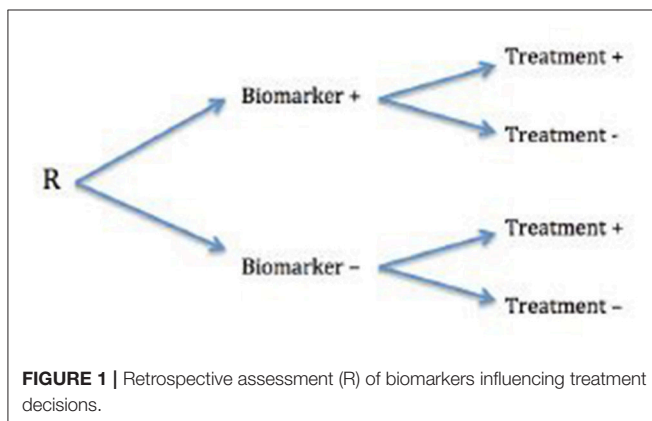 Treatment +
Biomarker +
Treatment -
R
Treatment +
Biomarker –
Treatment –
FIGURE 1 | Retrospective assessment (R) of biomarkers influencing treatment
decisions.